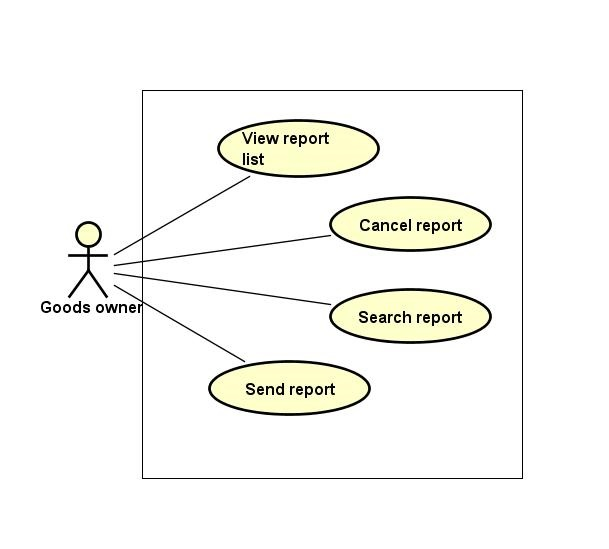 View report
list
Cancel report
Goods owner
Search report
Send report